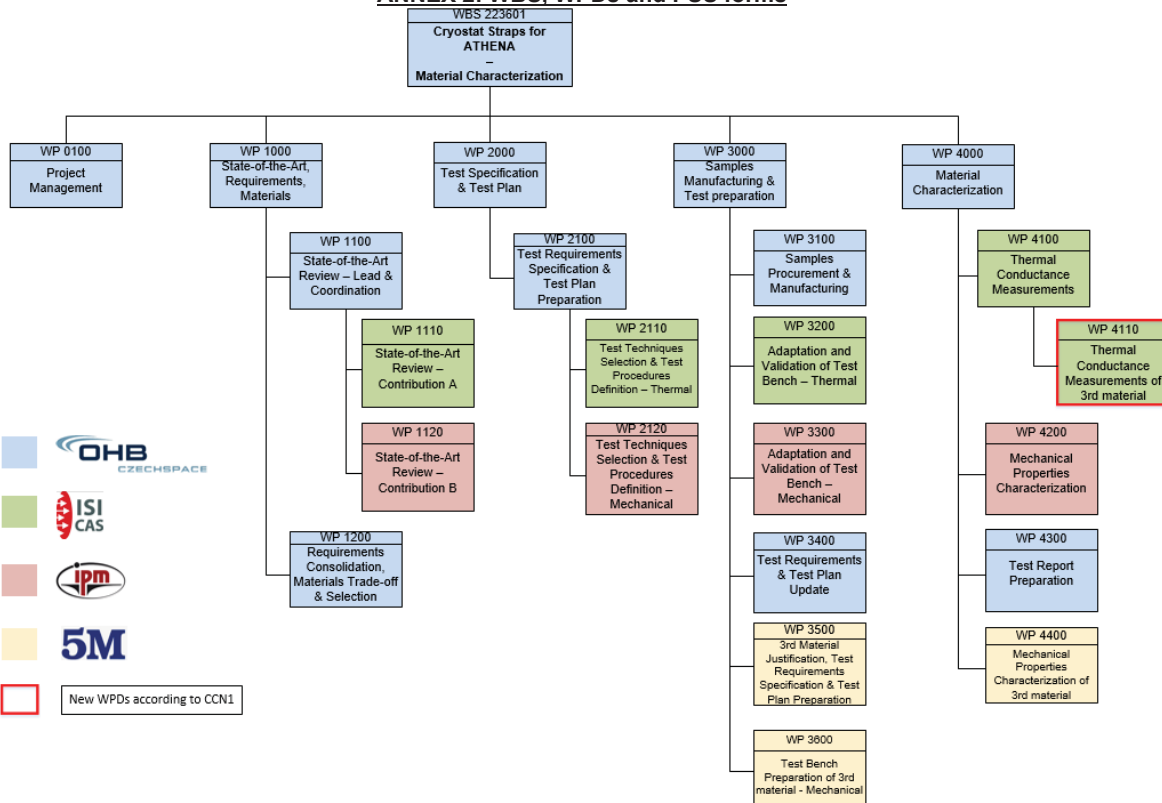 ANNEX 2: WBS, WPDs and PSS forms
WBS 223601
Cryostat Straps for
ATHENA
–
Material Characterization
WP 0100
Project
Management
WP 1000
State-of-the-Art,
Requirements,
Materials
WP 2000
Test Specification
& Test Plan
WP 3000
Samples
Manufacturing &
Test preparation
WP 4000
Material
Characterization
WP 1100
State-of-the-Art
Review – Lead &
Coordination
WP 1110
State-of-the-Art
Review –
Contribution A
WP 1120
State-of-the-Art
Review –
Contribution B
WP 1200
Requirements
Consolidation,
Materials Trade-off
& Selection
WP 2100
Test Requirements
Specification &
Test Plan
Preparation
WP 2110
Test Techniques
Selection & Test
Procedures
Definition – Thermal
WP 2120
Test Techniques
Selection & Test
Procedures
Definition –
Mechanical
WP 3100
Samples
Procurement &
Manufacturing
WP 3200
Adaptation and
Validation of Test
Bench – Thermal
WP 3300
Adaptation and
Validation of Test
Bench –
Mechanical
WP 3400
Test Requirements
& Test Plan
Update
WP 3500
3rd Material
Justification, Test
Requirements
Specification & Test
Plan Preparation
WP 3600
Test Bench
Preparation of 3rd
material - Mechanical
WP 4100
Thermal
Conductance
Measurements
WP 4110
Thermal
Conductance
Measurements of
3rd material
WP 4200
Mechanical
Properties
Characterization
WP 4300
Test Report
Preparation
WP 4400
Mechanical
Properties
Characterization of
3rd material
OHB
CZECHSPACE
ISI
CAS
ipm
5M
New WPDs according to CCN1